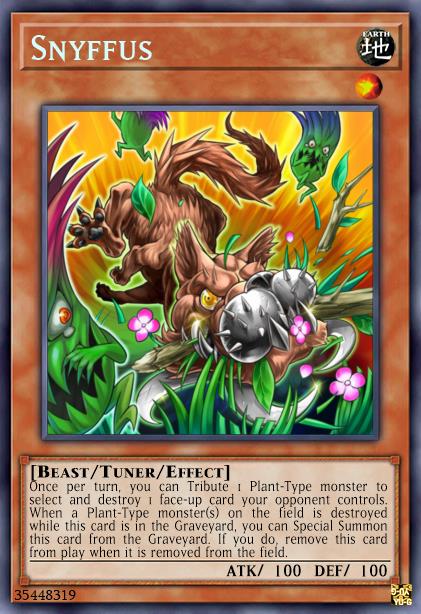 Snyffus
EARTH
地
[Beast/Tuner/Effect]
Once per turn, you can Tribute 1 Plant-Type monster to
select and destroy 1 face-up card your opponent controls.
When a Plant-Type monster(s) on the field is destroyed
while this card is in the Graveyard, you can Special Summon
this card from the Graveyard. If you do, remove this card
from play when it is removed from the field.
ATK/ 100 DEF/ 100
35448319